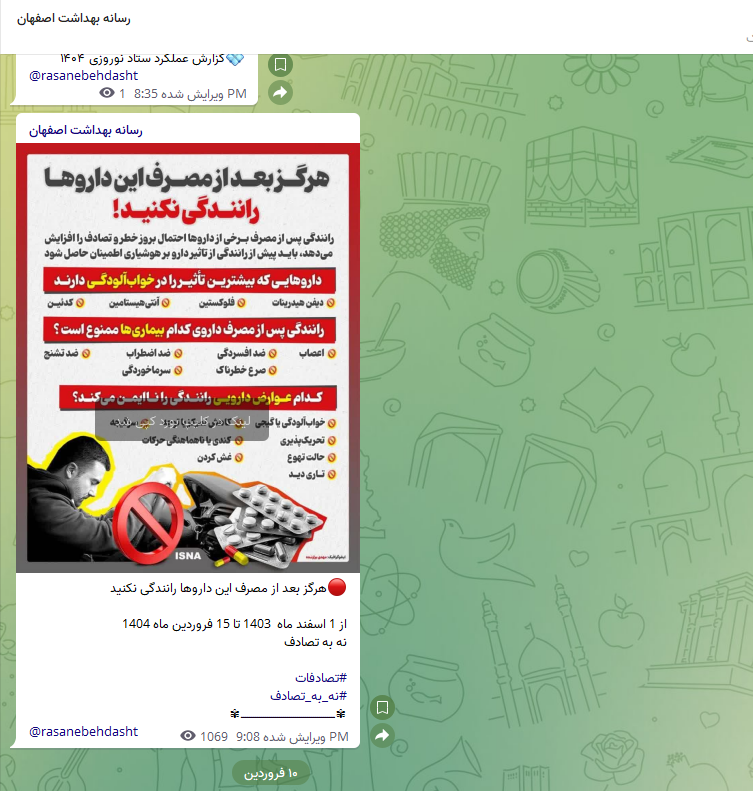 رسانه بهداشت اصفهان
💎گزارش عملکرد ستاد نوروزی ۱۴۰۴
@rasanebehdasht
1 ویرایش شده 8:35 PM
رسانه بهداشت اصفهان
هرگز بعد از مصرف این داروها
رانندگی نکنید!
رانندگی پس از مصرف برخی از داروها احتمال بروز خطر و تصادف را افزایش
می‌دهد، باید پیش از رانندگی از تاثیر دارو بر هوشیاری اطمینان حاصل شود
داروهایی که بیشترین تأثیر را در خواب‌آلودگی دارند
دیفن هیدرینات فلوکستین آنتی‌هیستامین کدئین
رانندگی پس از مصرف داروی کدام بیماری‌ها ممنوع است؟
اعصاب ضد افسردگی ضد اضطراب ضد تشنج
صرع خطرناک سرماخوردگی
کدام عوارض دارویی رانندگی را ناایمن می‌کند؟
خواب‌آلودگی یا گیجی
لینک در کلیپ بورد کپی شد.
تحریک‌پذیری کندی یا ناهماهنگی حرکات
حالت تهوع غش کردن
تاری دید
ISNA
🔴هرگز بعد از مصرف این داروها رانندگی نکنید
از 1 اسفند ماه 1403 تا 15 فروردین ماه 1404
نه به تصادف
#تصادفات
#نه_به_تصادف
✾ـــــــــــــــــــــــ✾
@rasanebehdasht
1069 ویرایش شده 9:08 PM
۱۰ فروردین